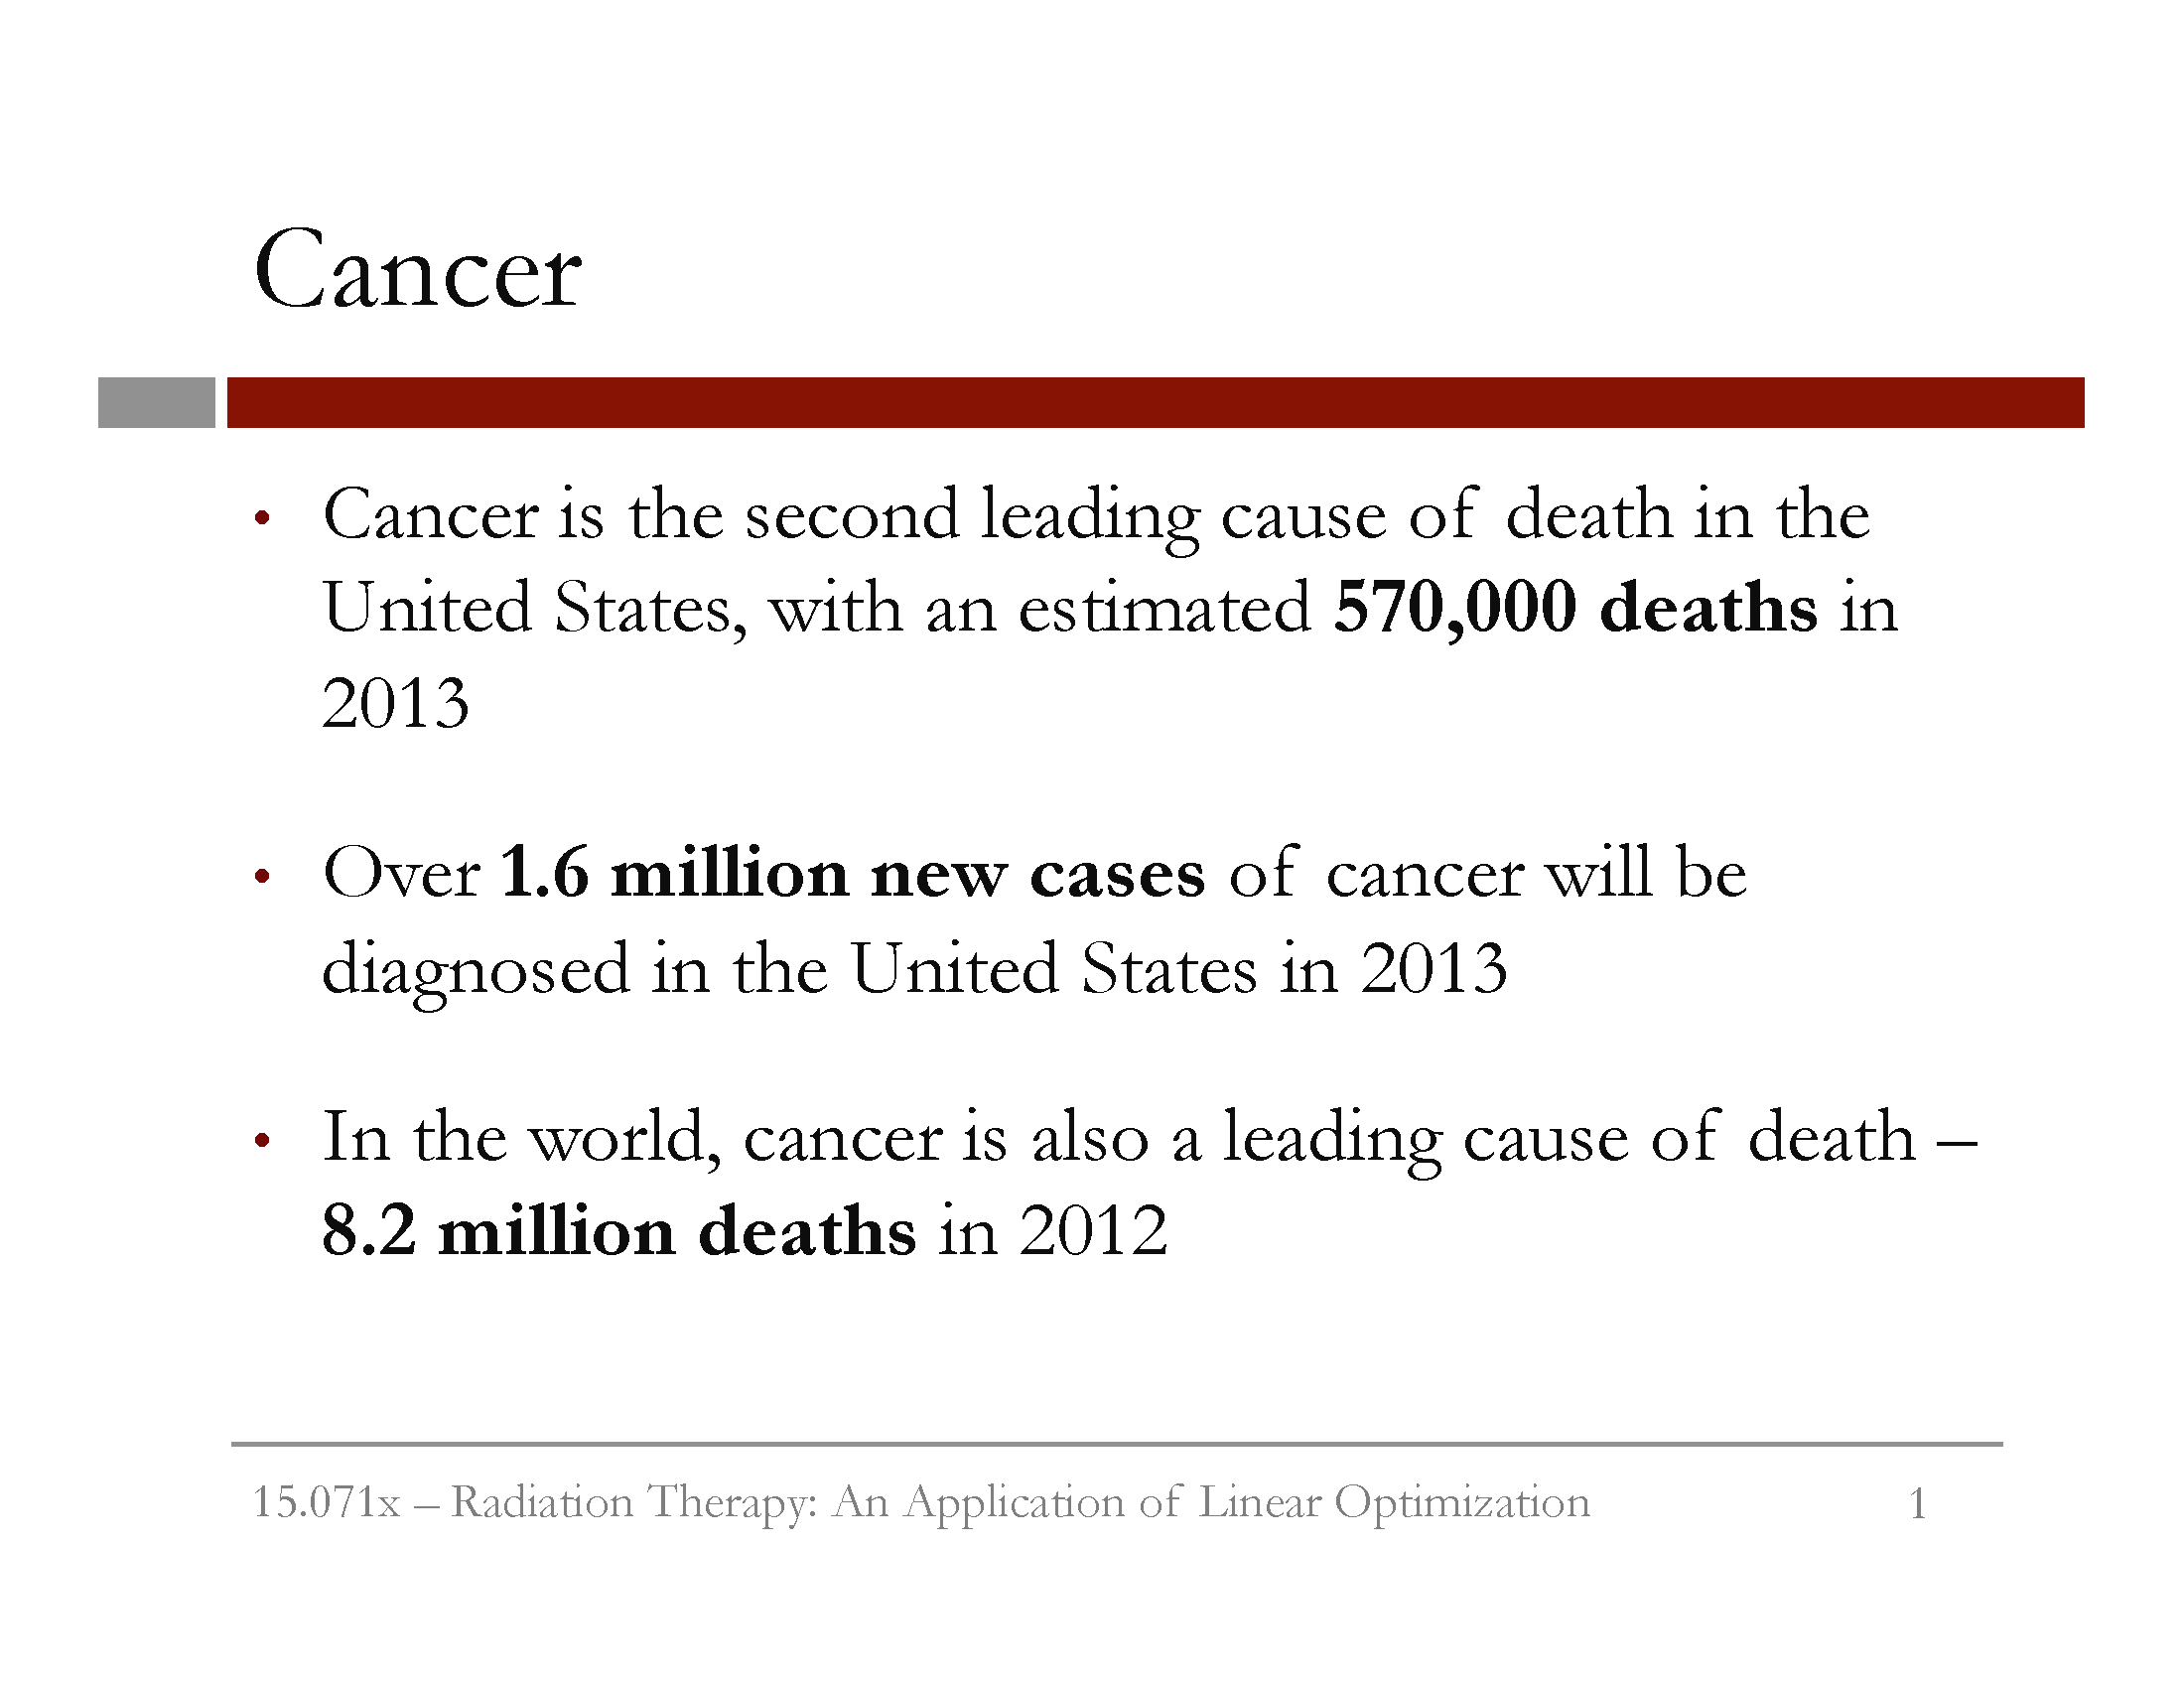 Cancer
• Cancer is the second leading cause of death in the
United States, with an estimated 570,000 deaths in
2013
• Over 1.6 million new cases of cancer will be
diagnosed in the United States in 2013
• In the world, cancer is also a leading cause of death –
8.2 million deaths in 2012
15.071x – Radiation Therapy: An Application of Linear Optimization 1